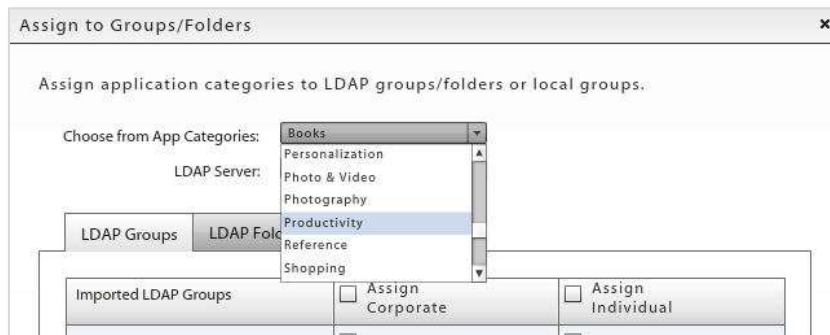 Assign to Groups/Folders
Assign application categories to LDAP groups/folders or local groups.
Choose from App Categories: Books
Personalization
LDAP Server:
Photo & Video
Photography
Productivity
Reference
Shopping
LDAP Groups
LDAP Fol
Imported LDAP Groups
Assign Corporate
Assign Individual